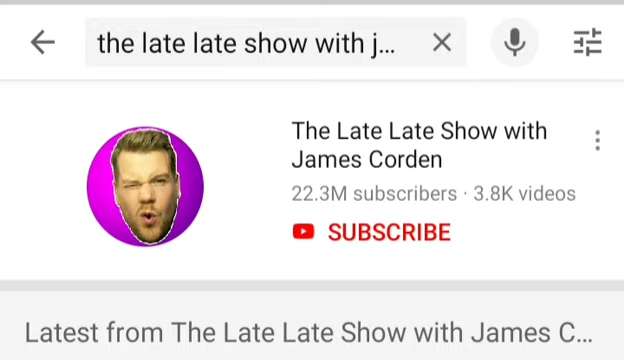 the late late show with j...
The Late Late Show with
James Corden
22.3M subscribers · 3.8K videos
SUBSCRIBE
Latest from The Late Late Show with James C...